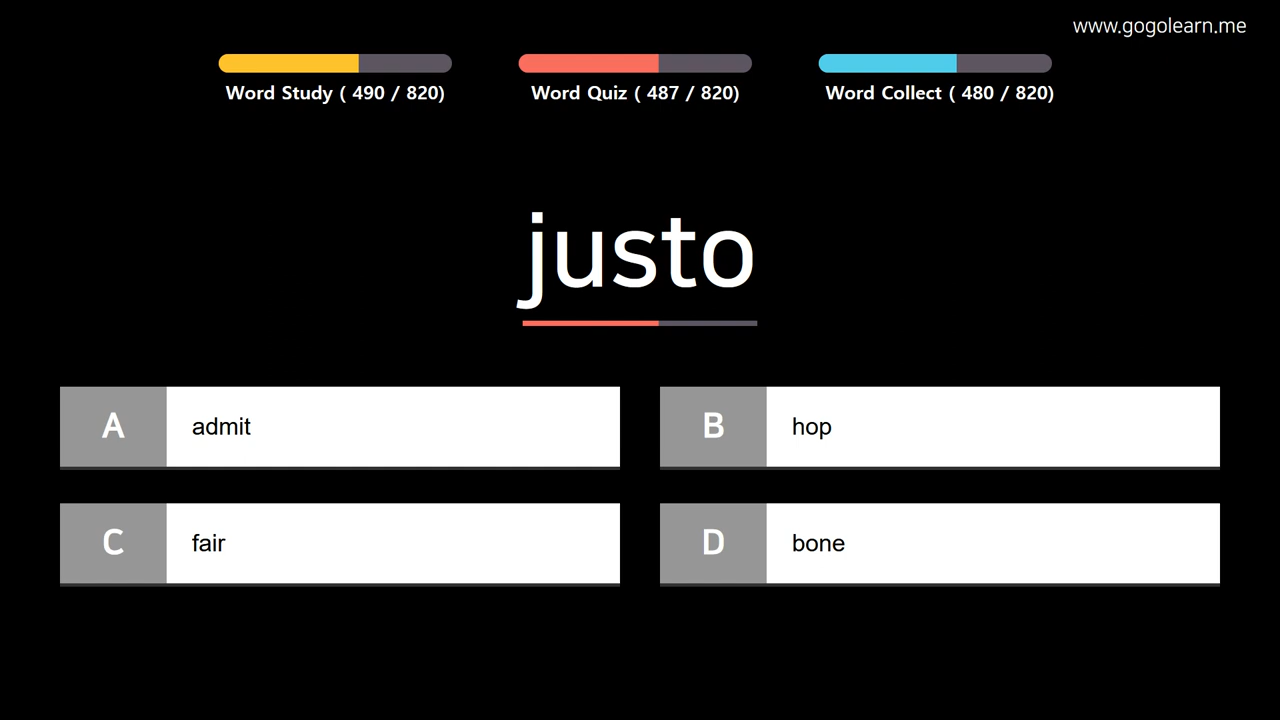 www.gogolearn.me
Word Study ( 490 / 820)
Word Quiz ( 487 / 820)
Word Collect ( 480 / 820)
justo
A admit
B hop
C fair
D bone